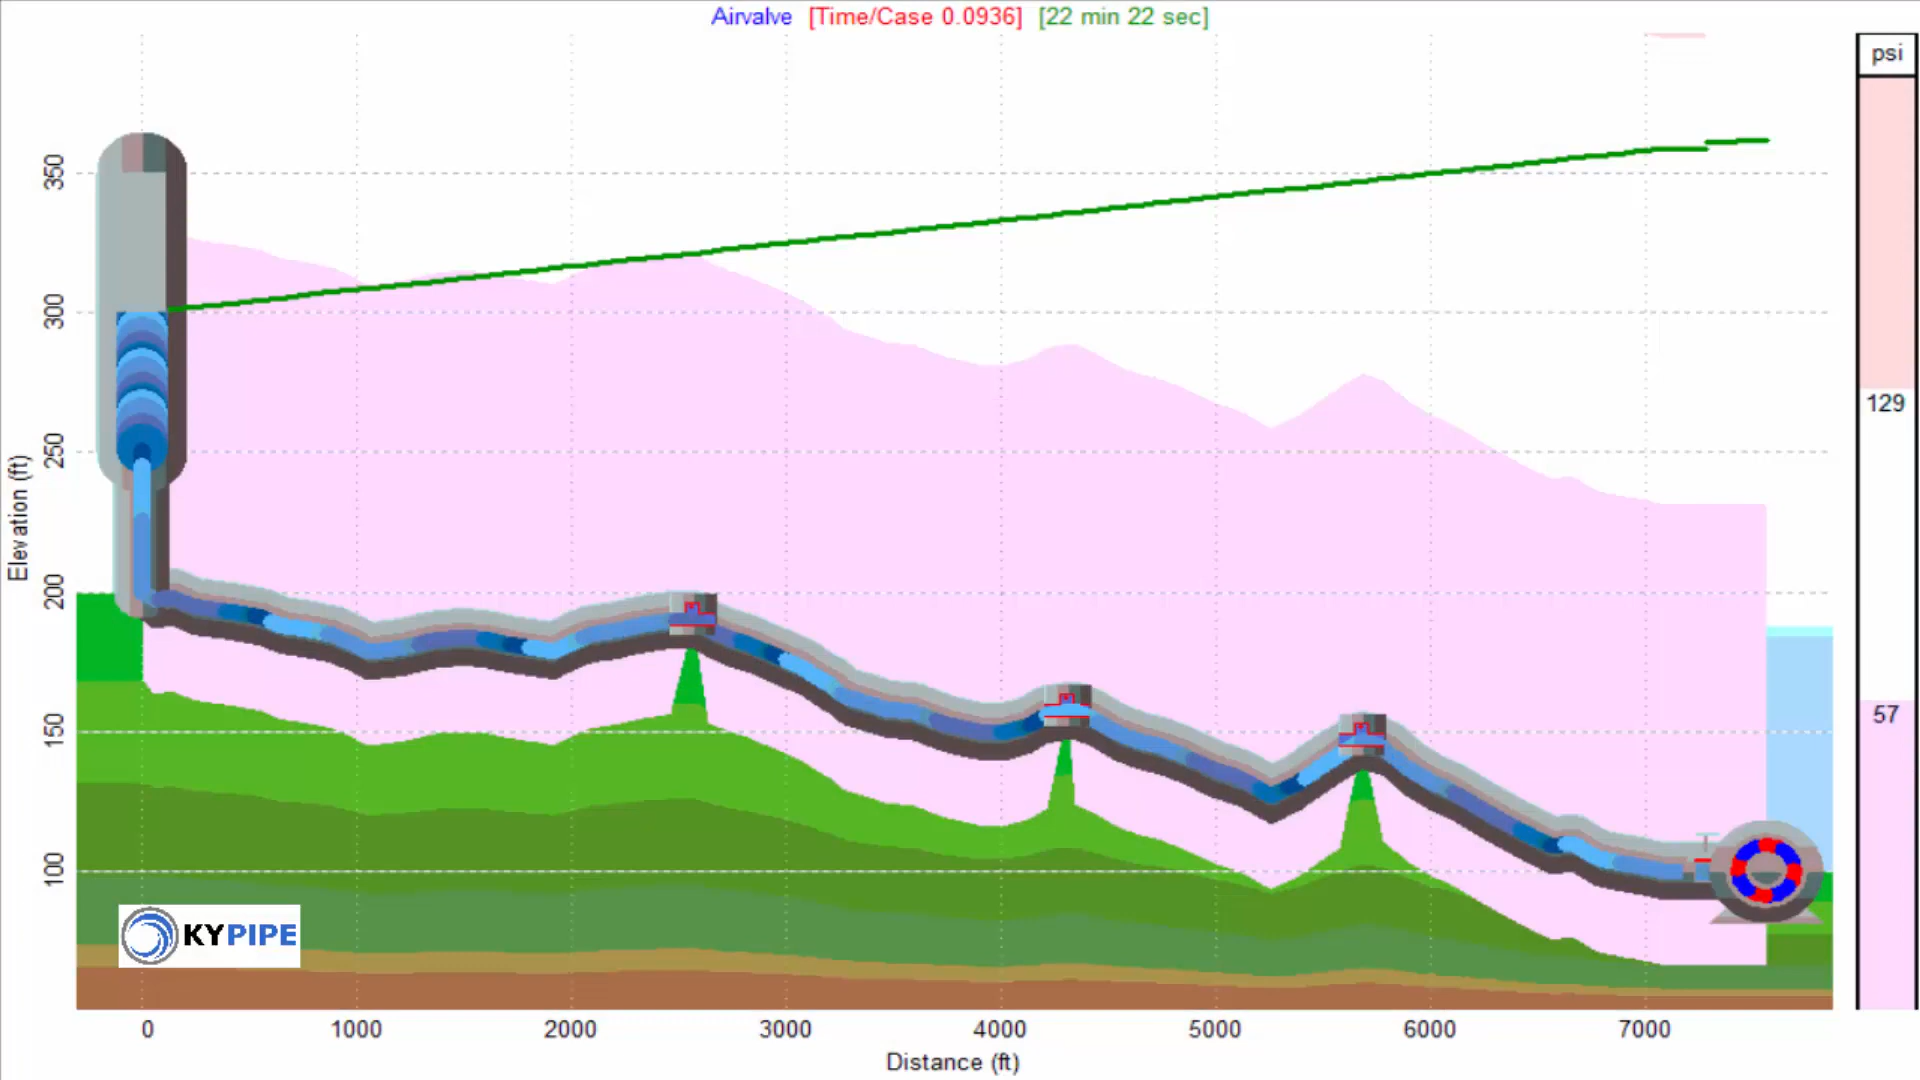 Airvalve [Time/Case 0.0936] [22 min 22 sec]
psi
129
57
Elevation (ft)
350
300
250
200
150
100
KYPIPE
0 1000 2000 3000 4000 5000 6000 7000
Distance (ft)